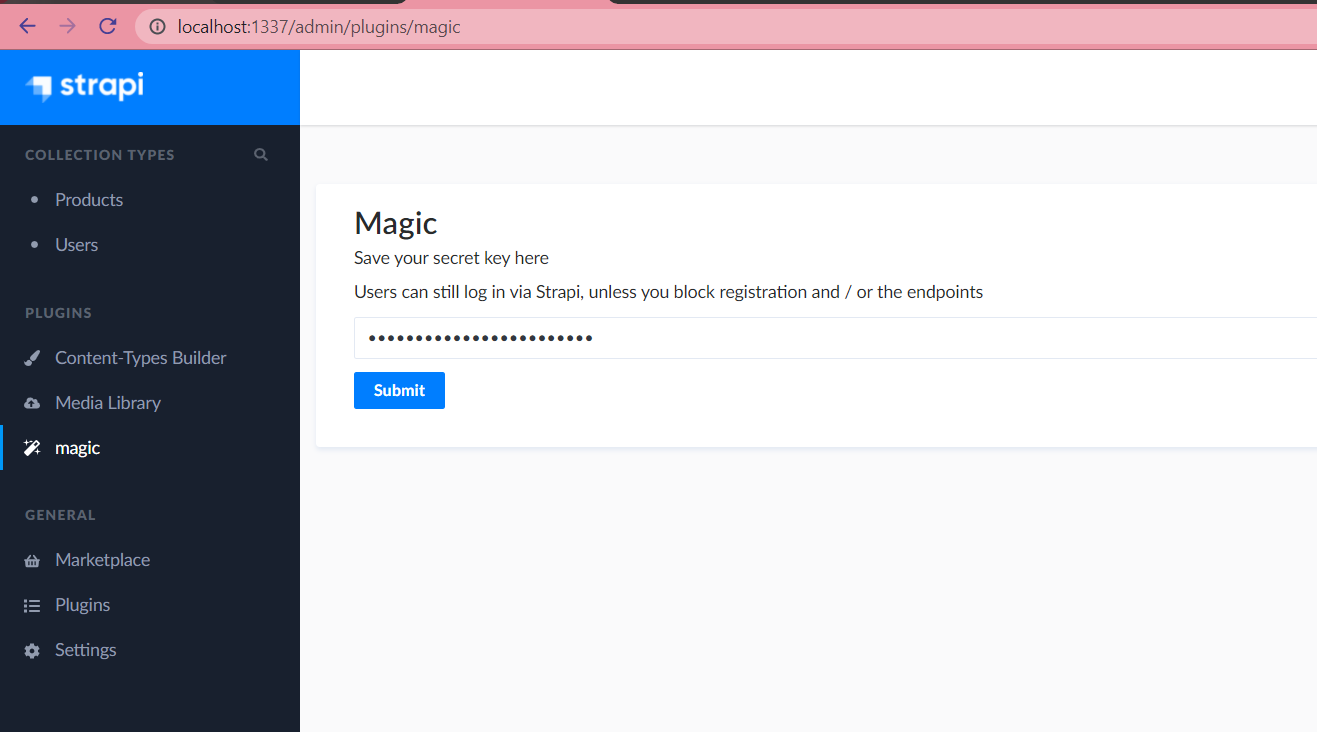 localhost:1337/admin/plugins/magic
strapi
COLLECTION TYPES
Products
Users
PLUGINS
Content-Types Builder
Media Library
magic
GENERAL
Marketplace
Plugins
Settings
Magic
Save your secret key here
Users can still log in via Strapi, unless you block registration and / or the endpoints
Submit